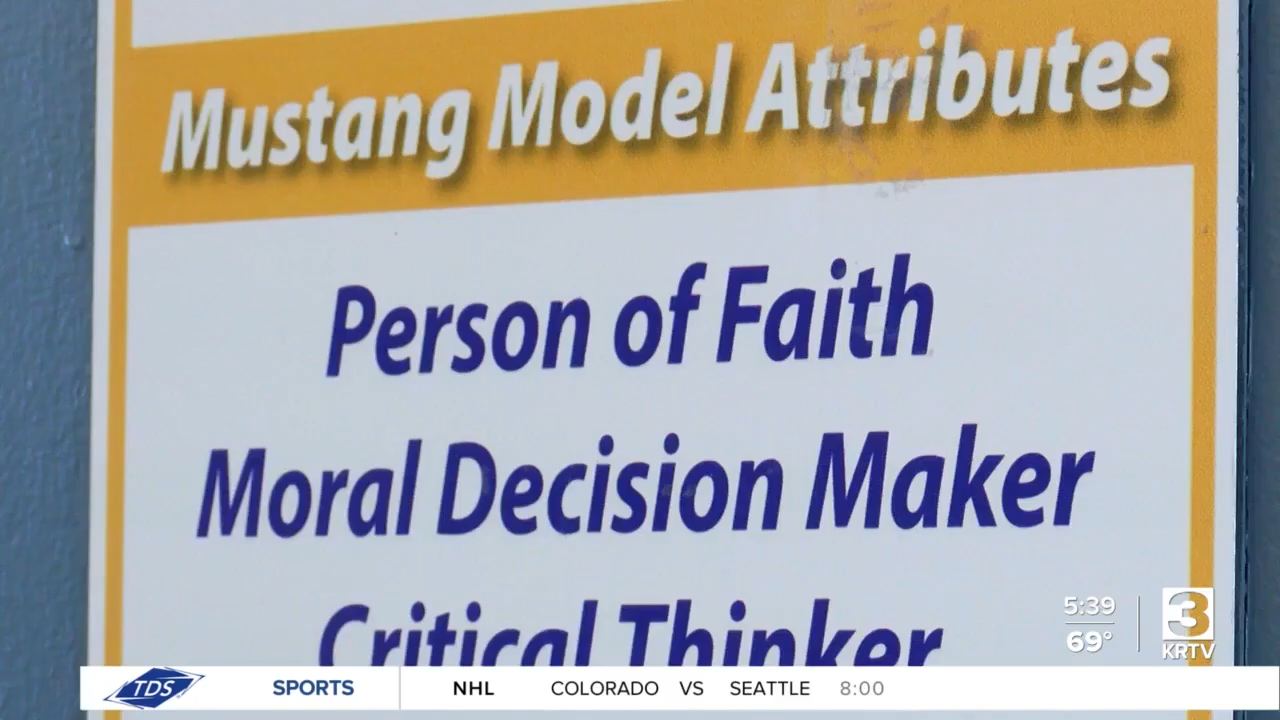 Mustang Model Attributes
Person of Faith
Moral Decision Maker
Critical Thinker
5:39
69°
3
KRTV
TDS SPORTS NHL COLORADO VS SEATTLE 8:00